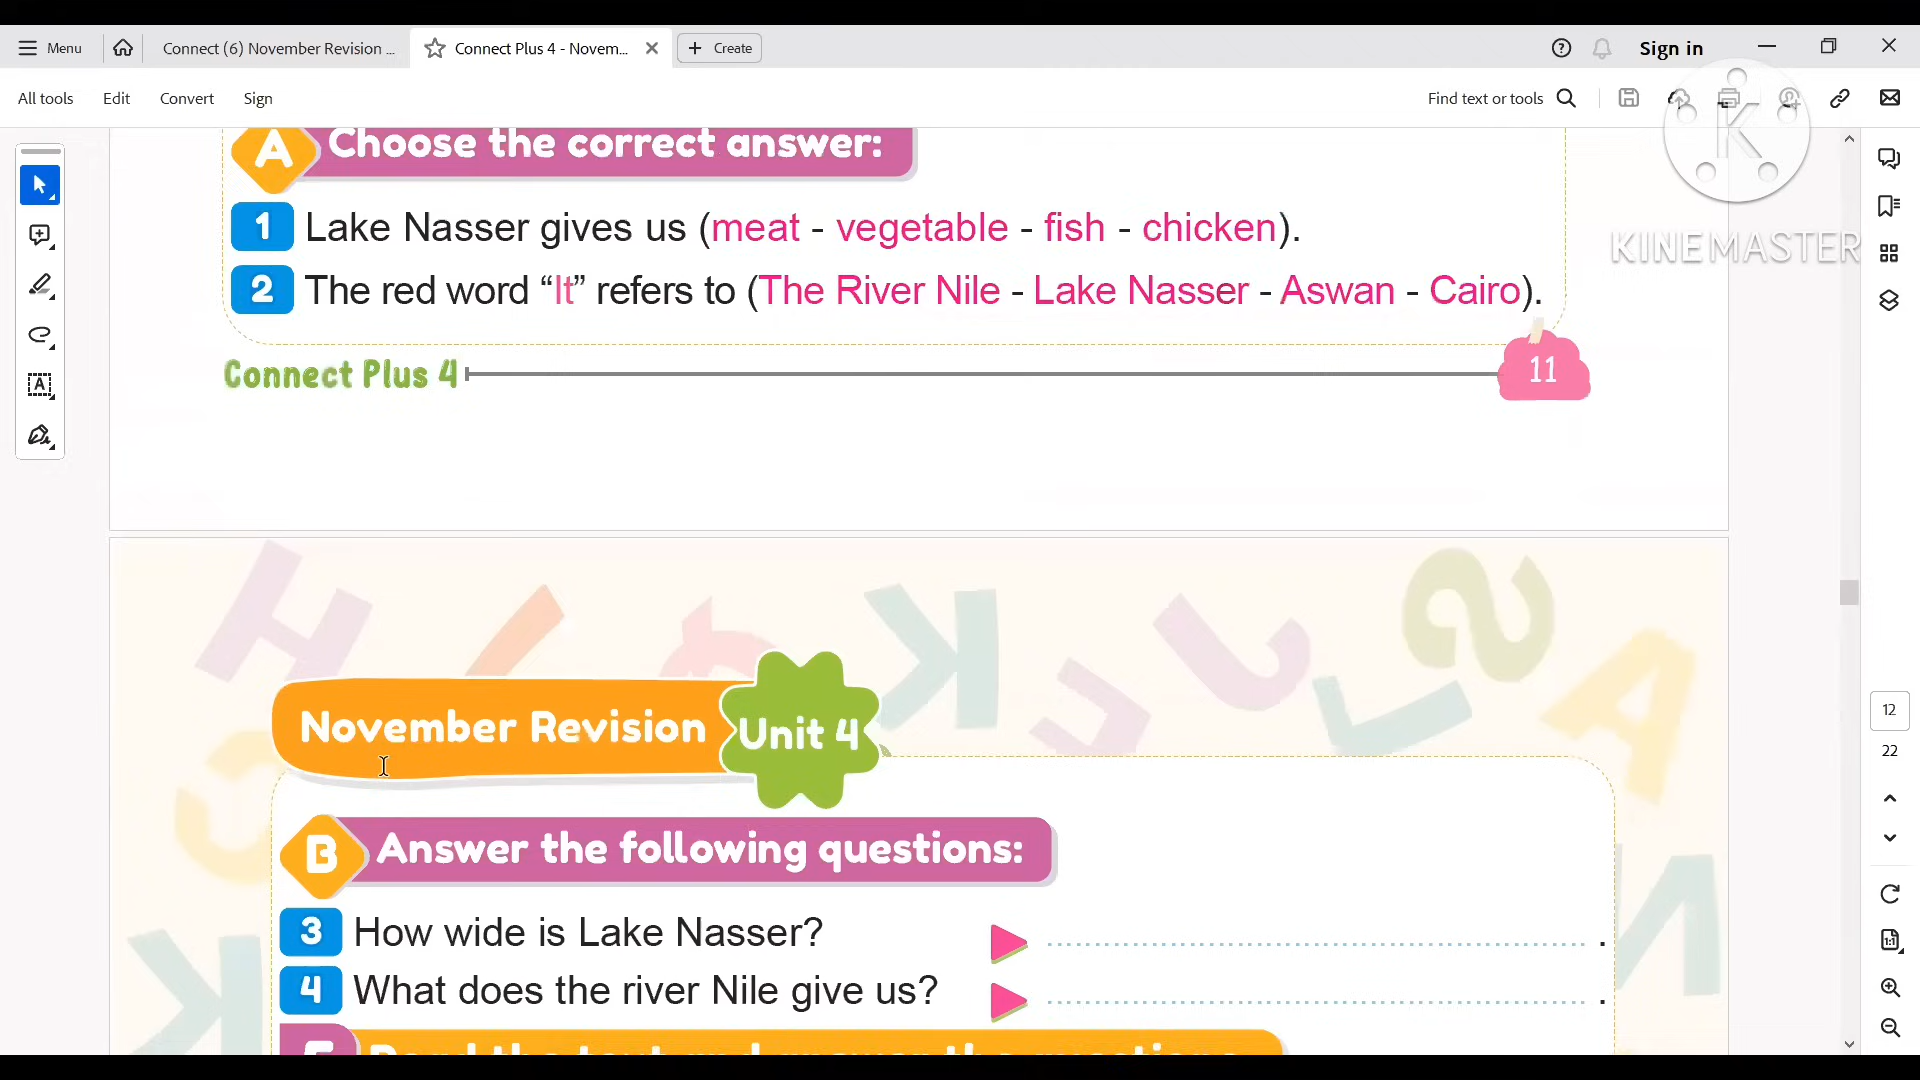 Menu
Connect (6) November Revision ...
Connect Plus 4 - Novem...
Create
Sign in
All tools
Edit
Convert
Sign
Find text or tools
K
KINEMASTER
A Choose the correct answer:
1 Lake Nasser gives us (meat - vegetable - fish - chicken).
2 The red word “It” refers to (The River Nile - Lake Nasser - Aswan - Cairo).
Connect Plus 4
11
November Revision Unit 4
B Answer the following questions:
3 How wide is Lake Nasser? .
4 What does the river Nile give us? .
12
22